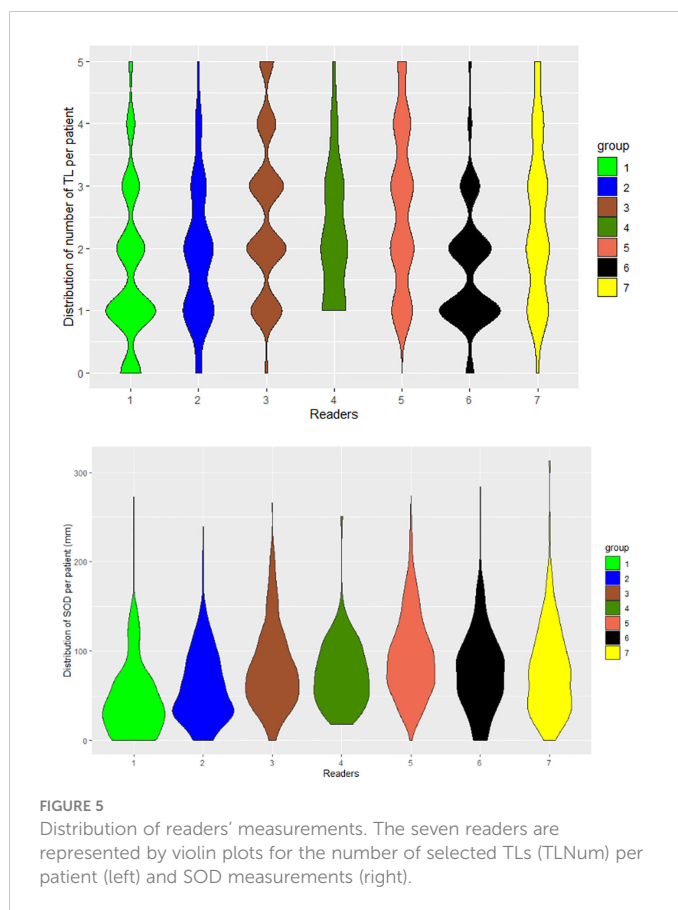 Distribution of number of TL per patient
5
4
3
2
1
0
1 2 3 4 5 6 7
Readers
group
1
2
3
4
5
6
7
Distribution of SOD per patient (mm)
300
200
100
0
1 2 3 4 5 6 7
Readers
group
1
2
3
4
5
6
7
FIGURE 5
Distribution of readers’ measurements. The seven readers are
represented by violin plots for the number of selected TLs (TLNum) per
patient (left) and SOD measurements (right).